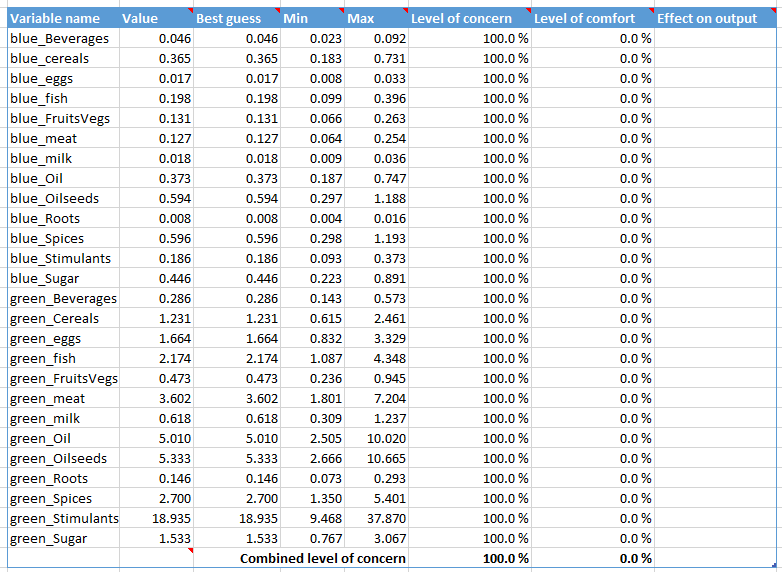 Variable name Value Best guess Min Max Level of concern Level of comfort Effect on output
blue_Beverages 0.046 0.046 0.023 0.092 100.0 % 0.0 %
blue_cereals 0.365 0.365 0.183 0.731 100.0 % 0.0 %
blue_eggs 0.017 0.017 0.008 0.033 100.0 % 0.0 %
blue_fish 0.198 0.198 0.099 0.396 100.0 % 0.0 %
blue_FruitsVegs 0.131 0.131 0.066 0.263 100.0 % 0.0 %
blue_meat 0.127 0.127 0.064 0.254 100.0 % 0.0 %
blue_milk 0.018 0.018 0.009 0.036 100.0 % 0.0 %
blue_Oil 0.373 0.373 0.187 0.747 100.0 % 0.0 %
blue_Oilseeds 0.594 0.594 0.297 1.188 100.0 % 0.0 %
blue_Roots 0.008 0.008 0.004 0.016 100.0 % 0.0 %
blue_Spices 0.596 0.596 0.298 1.193 100.0 % 0.0 %
blue_Stimulants 0.186 0.186 0.093 0.373 100.0 % 0.0 %
blue_Sugar 0.446 0.446 0.223 0.891 100.0 % 0.0 %
green_Beverages 0.286 0.286 0.143 0.573 100.0 % 0.0 %
green_Cereals 1.231 1.231 0.615 2.461 100.0 % 0.0 %
green_eggs 1.664 1.664 0.832 3.329 100.0 % 0.0 %
green_fish 2.174 2.174 1.087 4.348 100.0 % 0.0 %
green_FruitsVegs 0.473 0.473 0.236 0.945 100.0 % 0.0 %
green_meat 3.602 3.602 1.801 7.204 100.0 % 0.0 %
green_milk 0.618 0.618 0.309 1.237 100.0 % 0.0 %
green_Oil 5.010 5.010 2.505 10.020 100.0 % 0.0 %
green_Oilseeds 5.333 5.333 2.666 10.665 100.0 % 0.0 %
green_Roots 0.146 0.146 0.073 0.293 100.0 % 0.0 %
green_Spices 2.700 2.700 1.350 5.401 100.0 % 0.0 %
green_Stimulants 18.935 18.935 9.468 37.870 100.0 % 0.0 %
green_Sugar 1.533 1.533 0.767 3.067 100.0 % 0.0 %
Combined level of concern 100.0 % 0.0 %